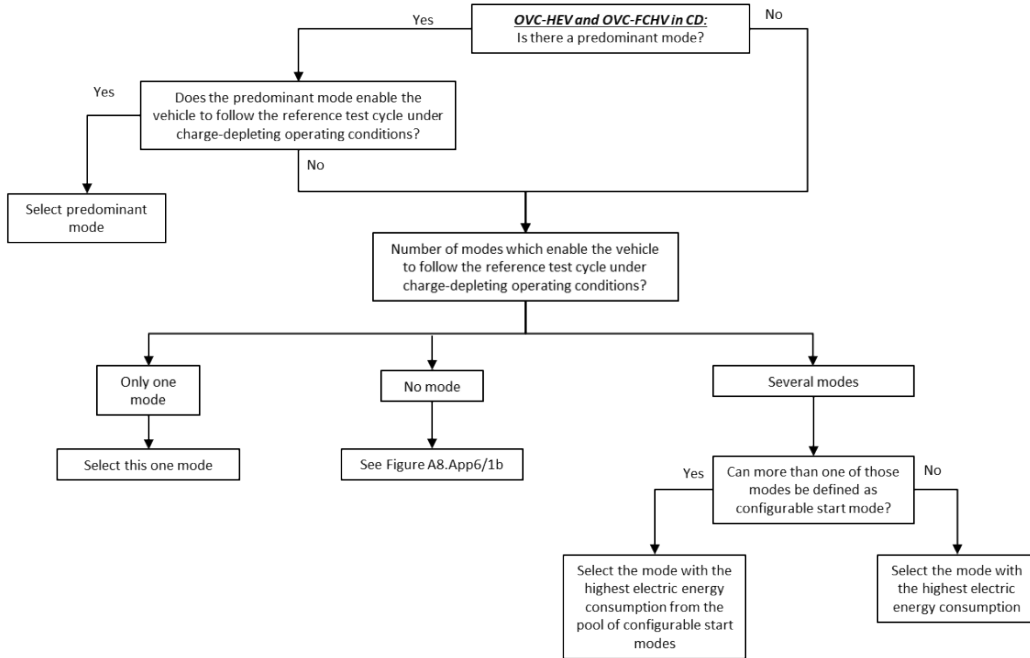 Yes
OVC-HEV and OVC-FCHV in CD:
Is there a predominant mode?
No
Yes
Does the predominant mode enable the
vehicle to follow the reference test cycle under
charge-depleting operating conditions?
No
Select predominant
mode
Number of modes which enable the vehicle
to follow the reference test cycle under
charge-depleting operating conditions?
Only one
mode
No mode
Several modes
Select this one mode
See Figure A8.App6/1b
Yes
Can more than one of those
modes be defined as
configurable start mode?
No
Select the mode with the
highest electric energy
consumption from the
pool of configurable start
modes
Select the mode with
the highest electric
energy consumption